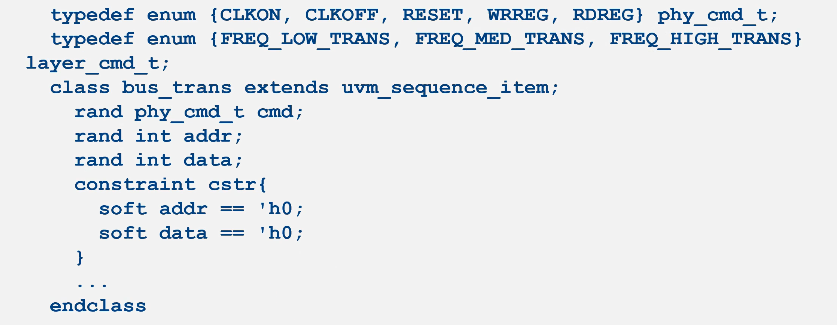 typedef enum {CLKON, CLKOFF, RESET, WRREG, RDREG} phy_cmd_t;
typedef enum {FREQ_LOW_TRANS, FREQ_MED_TRANS, FREQ_HIGH_TRANS}
layer_cmd_t;
class bus_trans extends uvm_sequence_item;
rand phy_cmd_t cmd;
rand int addr;
rand int data;
constraint cstr{
soft addr == 'h0;
soft data == 'h0;
}
...
endclass